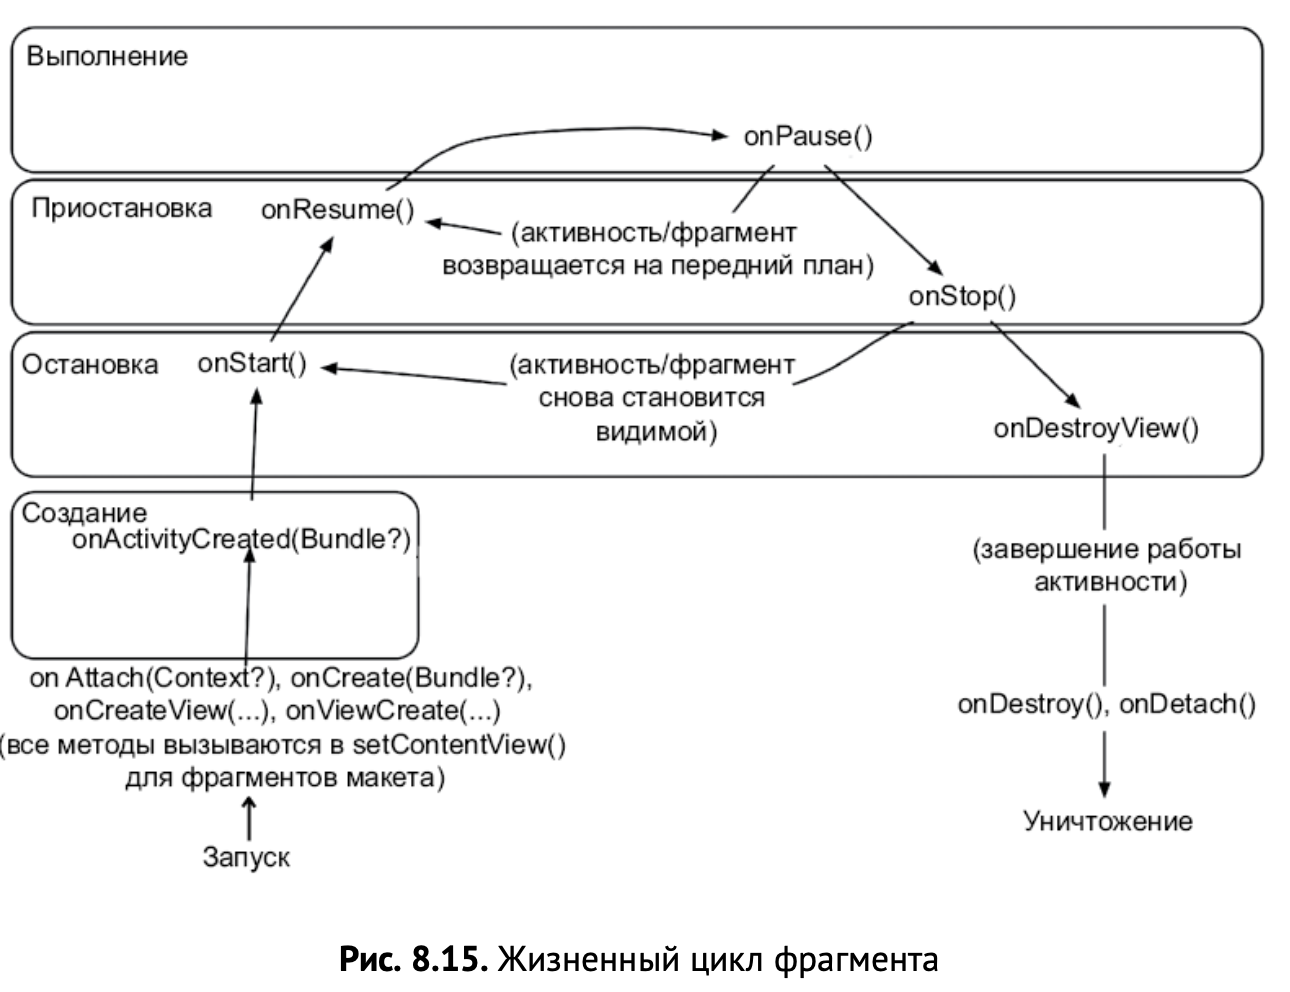 Выполнение
onPause()
Приостановка
onResume()
(активность/фрагмент
возвращается на передний план)
onStop()
Остановка
onStart()
(активность/фрагмент
снова становится
видимой)
onDestroyView()
Создание
onActivityCreated(Bundle?)
(завершение работы
активности)
on Attach(Context?), onCreate(Bundle?),
onCreateView(...), onViewCreate(...)
(все методы вызываются в setContentView()
для фрагментов макета)
onDestroy(), onDetach()
Уничтожение
Запуск
Рис. 8.15. Жизненный цикл фрагмента